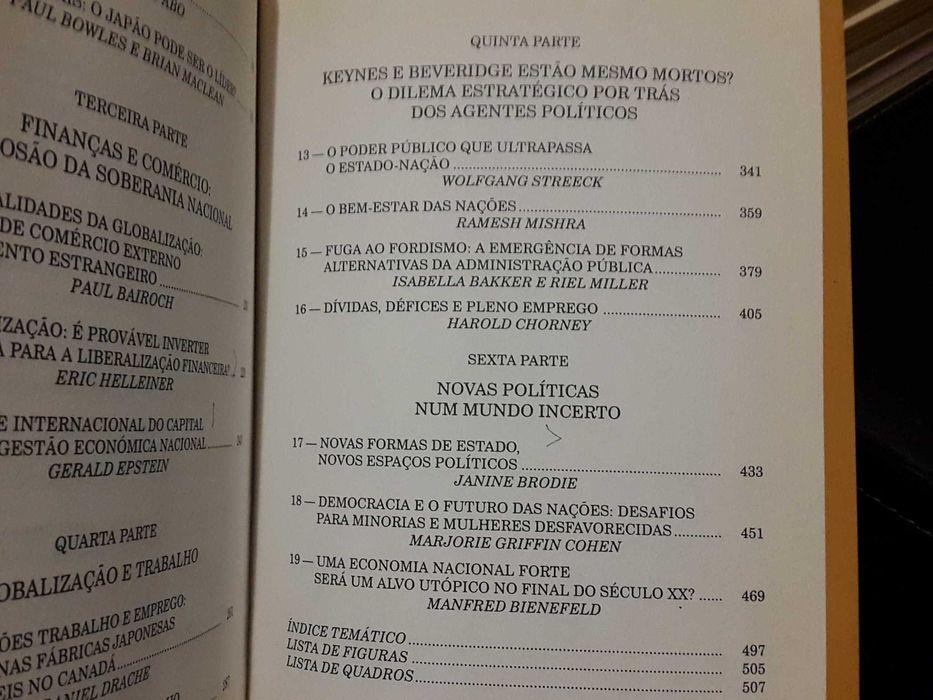 ABO
O JAPÃO PODE SER O LÍDER?
PAUL BOWLES E BRIAN MACLEAN
TERCEIRA PARTE
FINANÇAS E COMÉRCIO:
OSÃO DA SOBERANIA NACIONAL
ALIDADES DA GLOBALIZAÇÃO:
DE COMÉRCIO EXTERNO
ENTO ESTRANGEIRO
PAUL BAIROCH
IZAÇÃO: É PROVÁVEL INVERTER
A PARA A LIBERALIZAÇÃO FINANCEIRA?
ERIC HELLEINER
E INTERNACIONAL DO CAPITAL
GESTÃO ECONÓMICA NACIONAL
GERALD EPSTEIN
QUARTA PARTE
OBALIZAÇÃO E TRABALHO
ÕES TRABALHO E EMPREGO:
NAS FÁBRICAS JAPONESAS
EIS NO CANADÁ
DANIEL DRACHE
QUINTA PARTE
KEYNES E BEVERIDGE ESTÃO MESMO MORTOS?
O DILEMA ESTRATÉGICO POR TRÁS
DOS AGENTES POLÍTICOS
13 — O PODER PÚBLICO QUE ULTRAPASSA
O ESTADO-NAÇÃO ........ 341
WOLFGANG STREECK
14 — O BEM-ESTAR DAS NAÇÕES ........ 359
RAMESH MISHRA
15 — FUGA AO FORDISMO: A EMERGÊNCIA DE FORMAS
ALTERNATIVAS DA ADMINISTRAÇÃO PÚBLICA ........ 379
ISABELLA BAKKER E RIEL MILLER
16 — DÍVIDAS, DÉFICES E PLENO EMPREGO ........ 405
HAROLD CHORNEY
SEXTA PARTE
NOVAS POLÍTICAS
NUM MUNDO INCERTO
17 — NOVAS FORMAS DE ESTADO,
NOVOS ESPAÇOS POLÍTICOS ........ 433
JANINE BRODIE
18 — DEMOCRACIA E O FUTURO DAS NAÇÕES: DESAFIOS
PARA MINORIAS E MULHERES DESFAVORECIDAS ........ 451
MARJORIE GRIFFIN COHEN
19 — UMA ECONOMIA NACIONAL FORTE
SERÁ UM ALVO UTÓPICO NO FINAL DO SÉCULO XX? ...... 469
MANFRED BIENEFELD
ÍNDICE TEMÁTICO ........ 497
LISTA DE FIGURAS ........ 505
LISTA DE QUADROS ........ 507